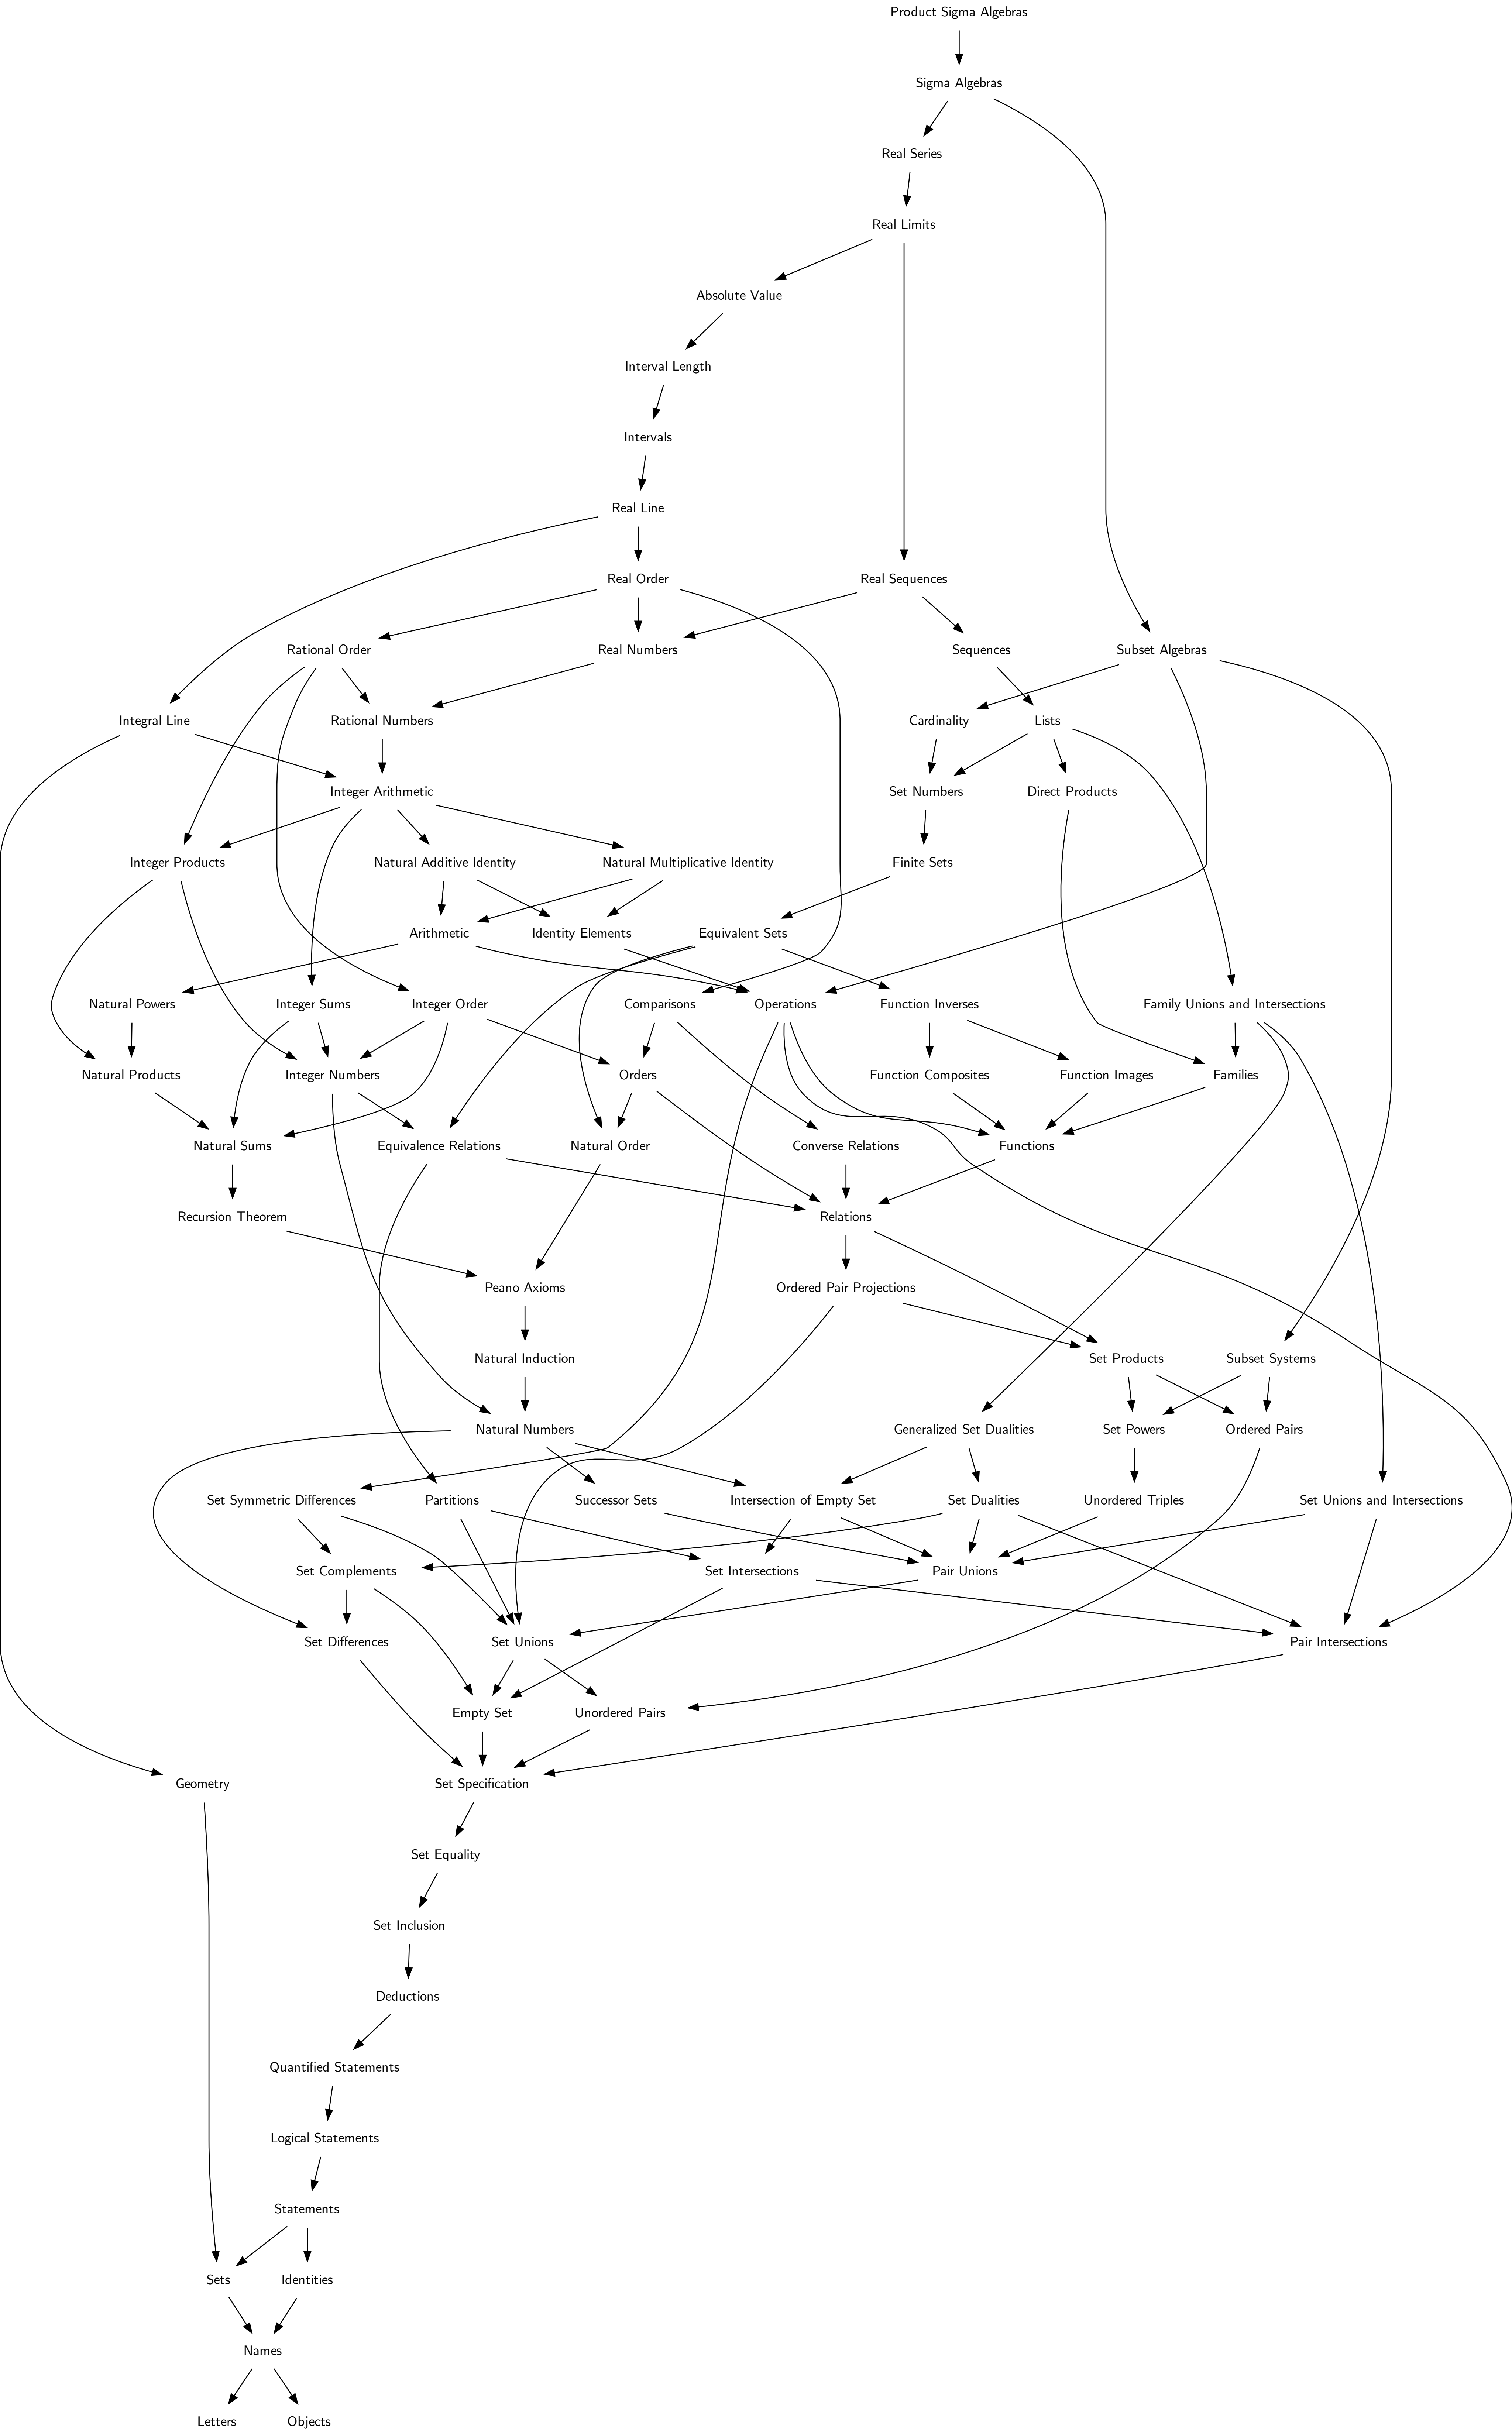 Product Sigma Algebras
Sigma Algebras
Real Series
Real Limits
Absolute Value
Interval Length
Intervals
Real Line
Real Order
Real Sequences
Rational Order
Real Numbers
Sequences
Subset Algebras
Integral Line
Rational Numbers
Cardinality
Lists
Integer Arithmetic
Set Numbers
Direct Products
Integer Products
Natural Additive Identity
Natural Multiplicative Identity
Finite Sets
Arithmetic
Identity Elements
Equivalent Sets
Natural Powers
Integer Sums
Integer Order
Comparisons
Operations
Function Inverses
Family Unions and Intersections
Natural Products
Integer Numbers
Orders
Function Composites
Function Images
Families
Natural Sums
Equivalence Relations
Natural Order
Converse Relations
Functions
Recursion Theorem
Relations
Peano Axioms
Ordered Pair Projections
Natural Induction
Set Products
Subset Systems
Natural Numbers
Generalized Set Dualities
Set Powers
Ordered Pairs
Set Symmetric Differences
Partitions
Successor Sets
Intersection of Empty Set
Set Dualities
Unordered Triples
Set Unions and Intersections
Set Complements
Set Intersections
Pair Unions
Set Differences
Set Unions
Pair Intersections
Empty Set
Unordered Pairs
Geometry
Set Specification
Set Equality
Set Inclusion
Deductions
Quantified Statements
Logical Statements
Statements
Sets
Identities
Names
Letters
Objects